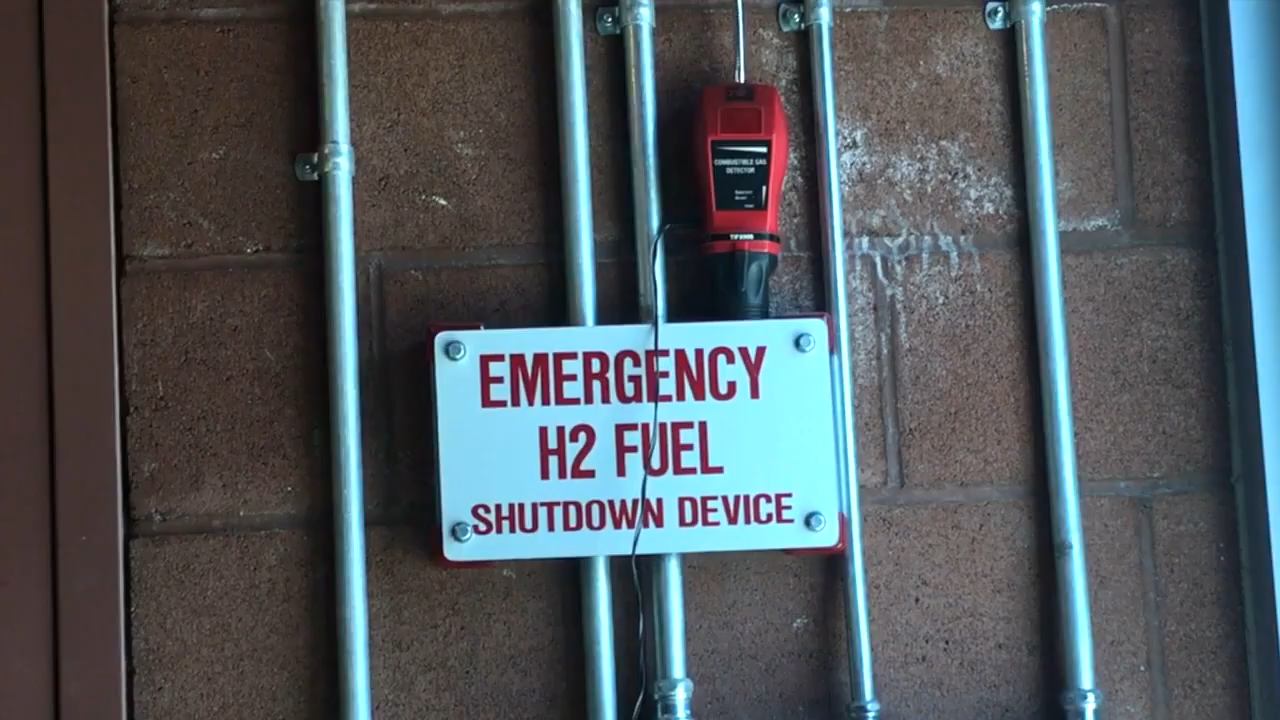 COMBUSTIBLE GAS
DETECTOR
EMERGENCY
H2 FUEL
SHUTDOWN DEVICE